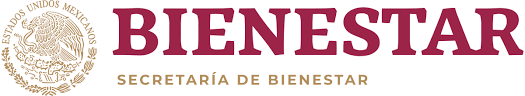 ESTADOS UNIDOS MEXICANOS
BIENESTAR
SECRETARÍA DE BIENESTAR